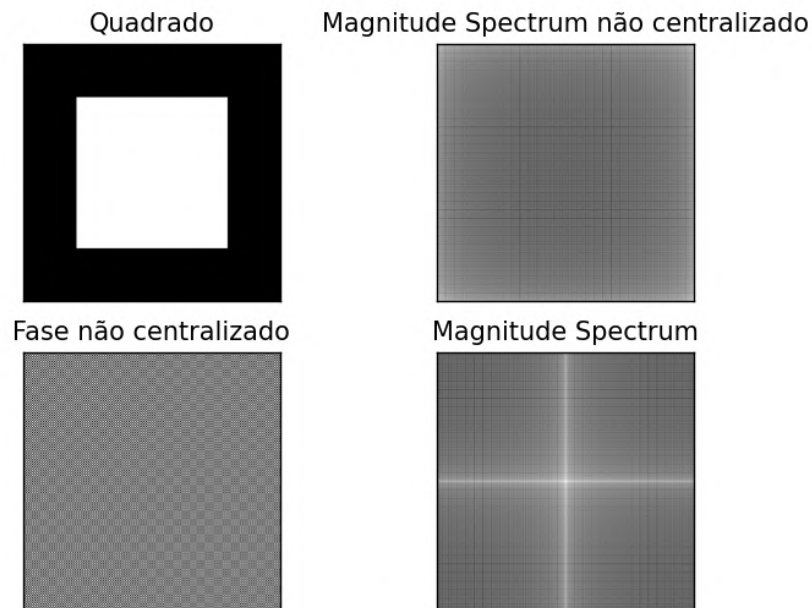 Quadrado
Magnitude Spectrum não centralizado
Fase não centralizado
Magnitude Spectrum